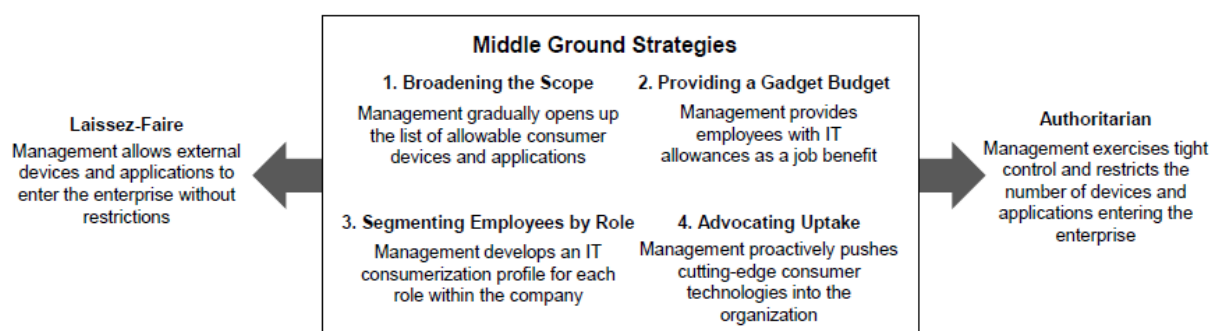 Middle Ground Strategies
1. Broadening the Scope
Management gradually opens up
the list of allowable consumer
devices and applications
2. Providing a Gadget Budget
Management provides
employees with IT
allowances as a job benefit
Laissez-Faire
Management allows external
devices and applications to
enter the enterprise without
restrictions
Authoritarian
Management exercises tight
control and restricts the
number of devices and
applications entering the
enterprise
3. Segmenting Employees by Role
Management develops an IT
consumerization profile for each
role within the company
4. Advocating Uptake
Management proactively pushes
cutting-edge consumer
technologies into the
organization